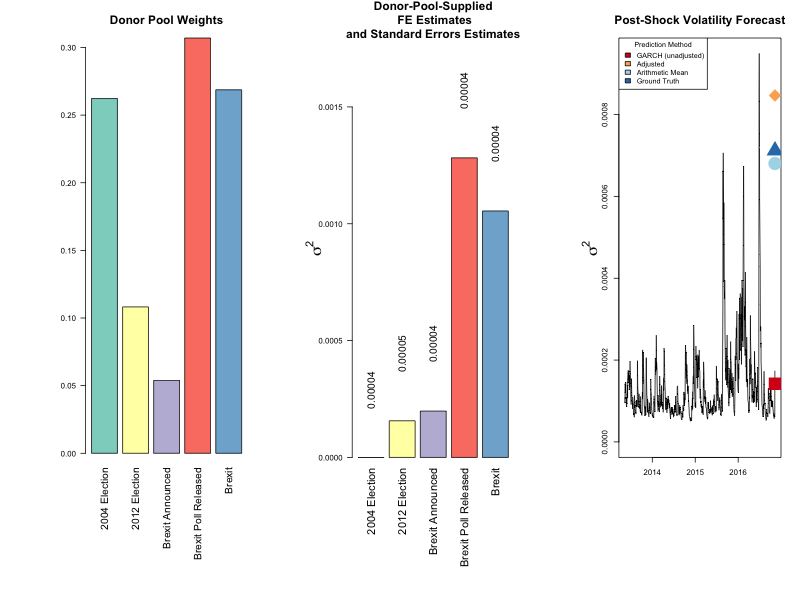 Donor Pool Weights
0.30
0.25
0.20
0.15
0.10
0.05
0.00
2004 Election
2012 Election
Brexit Announced
Brexit Poll Released
Brexit
Donor-Pool-Supplied
FE Estimates
and Standard Errors Estimates
σ2
0.0015
0.0010
0.0005
0.0000
0.00004
0.00005
0.00004
0.00004
0.00004
2004 Election
2012 Election
Brexit Announced
Brexit Poll Released
Brexit
Post-Shock Volatility Forecast
Prediction Method
GARCH (unadjusted)
Adjusted
Arithmetic Mean
Ground Truth
σ2
0.0008
0.0006
0.0004
0.0002
0.0000
2014
2015
2016